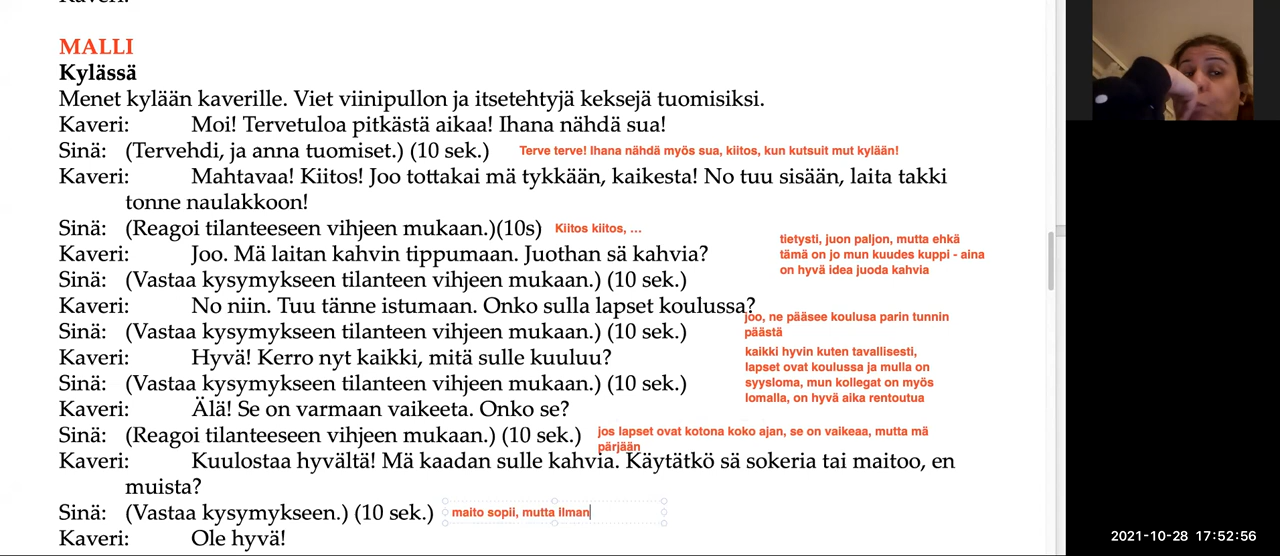 MALLI
Kylässä
Menet kylään kaverille. Viet viinipullon ja itsetehtyjä keksejä tuomisiksi.
Kaveri: Moi! Tervetuloa pitkästä aikaa! Ihana nähdä sua!
Sinä: (Tervehdi, ja anna tuomiset.) (10 sek.) Terve terve! Ihana nähdä myös sua, kiitos, kun kutsuit mut kylään!
Kaveri: Mahtavaa! Kiitos! Joo tottakai mä tykkään, kaikesta! No tuu sisään, laita takki
tonne naulakkoon!
Sinä: (Reagoi tilanteeseen vihjeen mukaan.)(10s) Kiitos kiitos, ...
Kaveri: Joo. Mä laitan kahvin tippumaan. Juothan sä kahvia?
tietysti, juon paljon, mutta ehkä
tämä on jo mun kuudes kuppi - aina
on hyvä idea juoda kahvia
Sinä: (Vastaa kysymykseen tilanteen vihjeen mukaan.) (10 sek.)
Kaveri: No niin. Tuu tänne istumaan. Onko sulla lapset koulussa?
joo, ne pääsee koulusa parin tunnin
päästä
Sinä: (Vastaa kysymykseen tilanteen vihjeen mukaan.) (10 sek.)
Kaveri: Hyvä! Kerro nyt kaikki, mitä sulle kuuluu?
kaikki hyvin kuten tavallisesti,
lapset ovat koulussa ja mulla on
syysloma, mun kollegat on myös
lomalla, on hyvä aika rentoutua
Sinä: (Vastaa kysymykseen tilanteen vihjeen mukaan.) (10 sek.)
Kaveri: Älä! Se on varmaan vaikeeta. Onko se?
Sinä: (Reagoi tilanteeseen vihjeen mukaan.) (10 sek.)
jos lapset ovat kotona koko ajan, se on vaikeaa, mutta mä
pärjään
Kaveri: Kuulostaa hyvältä! Mä kaadan sulle kahvia. Käytätkö sä sokeria tai maitoo, en
muista?
Sinä: (Vastaa kysymykseen.) (10 sek.) maito sopii, mutta ilman
Kaveri: Ole hyvä!
2021-10-28 17:52:56